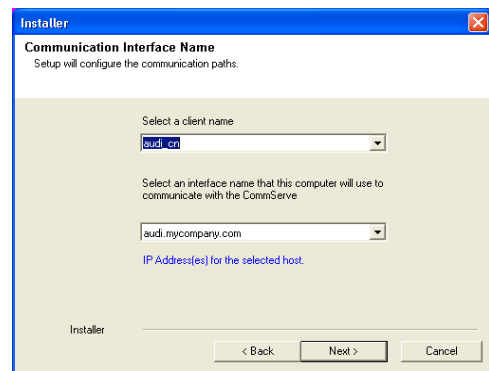 Installer
Communication Interface Name
Setup will configure the communication paths.
Select a client name
audi_cn
Select an interface name that this computer will use to
communicate with the CommServe
audi.mycompany.com
IP Address(es) for the selected host.
Installer
< Back
Next >
Cancel